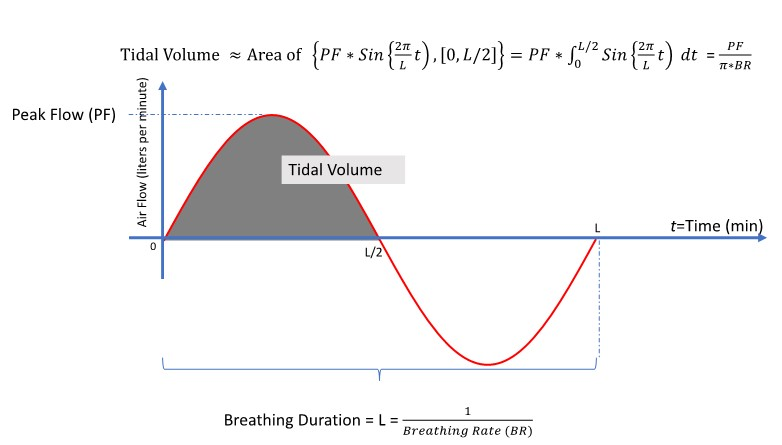 Tidal Volume ≈ Area of {PF * Sin{2π/L t}, [0, L/2]} = PF * ∫₀^{L/2} Sin{2π/L t} dt = PF/π*BR
Peak Flow (PF)
Air Flow (liters per minute)
Tidal Volume
L
t=Time (min)
0
L/2
Breathing Duration = L = 1/Breathing Rate (BR)